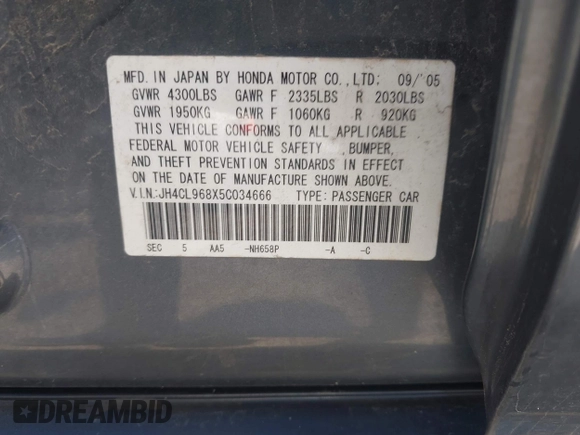 MFD. IN JAPAN BY HONDA MOTOR CO., LTD: 09/'05
GVWR 4300LBS GAWR F 2335LBS R 2030LBS
GVWR 1950KG GAWR F 1060KG R 920KG
THIS VEHICLE CONFORMS TO ALL APPLICABLE
FEDERAL MOTOR VEHICLE SAFETY , BUMPER,
AND THEFT PREVENTION STANDARDS IN EFFECT
ON THE DATE OF MANUFACTURE SHOWN ABOVE.
V.I.N.:JH4CL968X5C034666 TYPE: PASSENGER CAR
SEC 5 AA5 -NH658P -A -C
DREAMBID